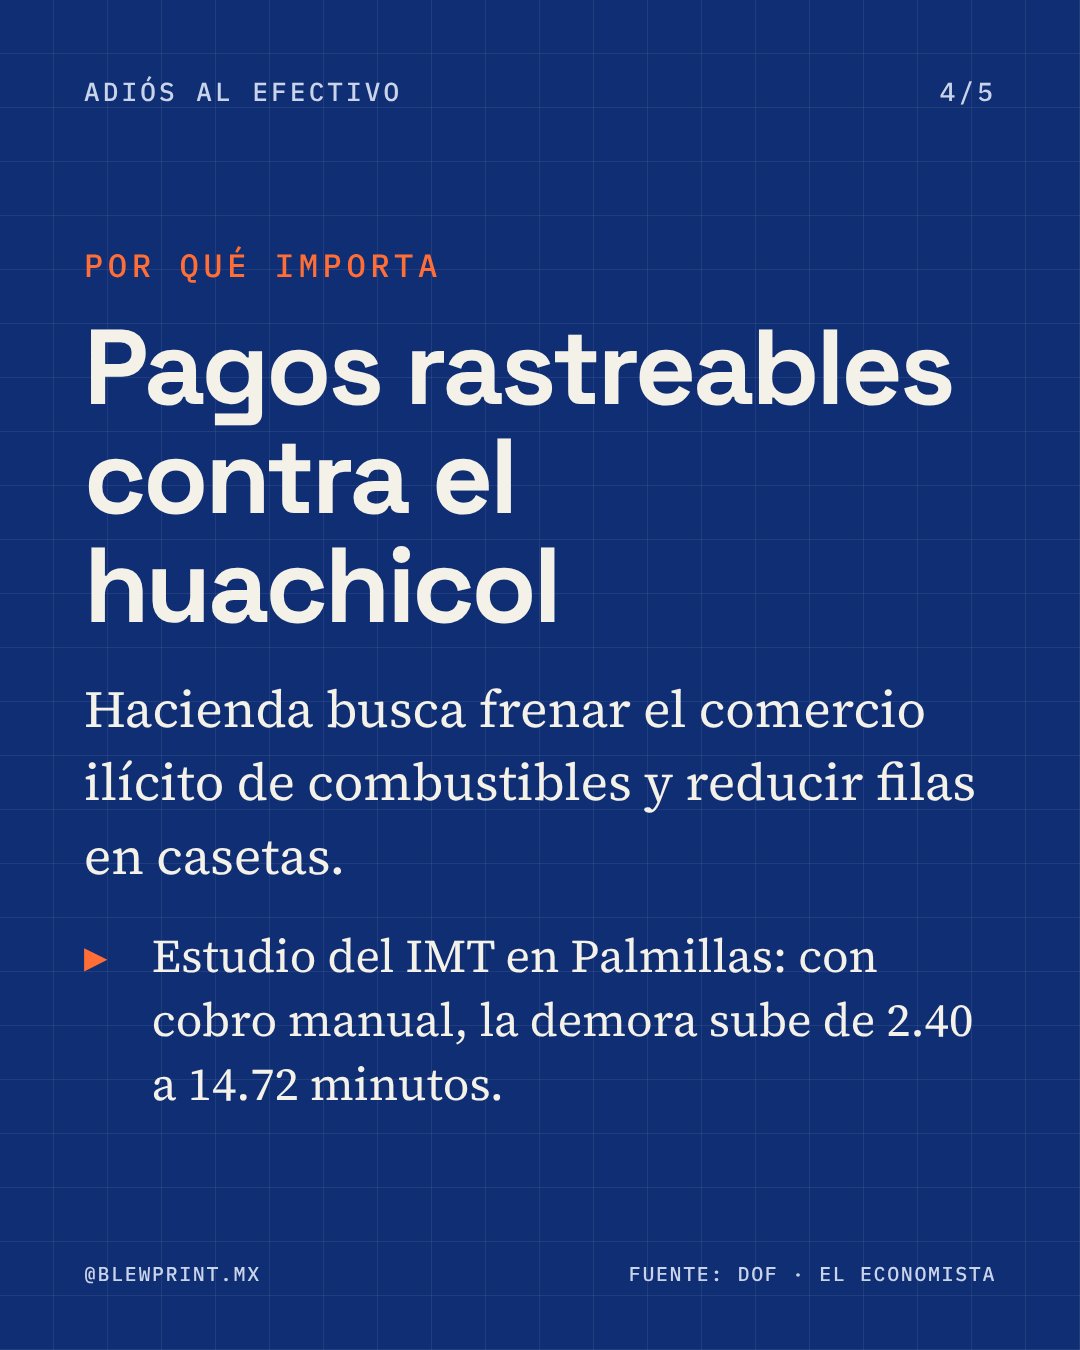 ADIÓS AL EFECTIVO
4/5
POR QUÉ IMPORTA
Pagos rastreables
contra el
huachicol
Hacienda busca frenar el comercio
ilícito de combustibles y reducir filas
en casetas.
▶ Estudio del IMT en Palmillas: con
cobro manual, la demora sube de 2.40
a 14.72 minutos.
@BLEWPRINT.MX
FUENTE: DOF · EL ECONOMISTA